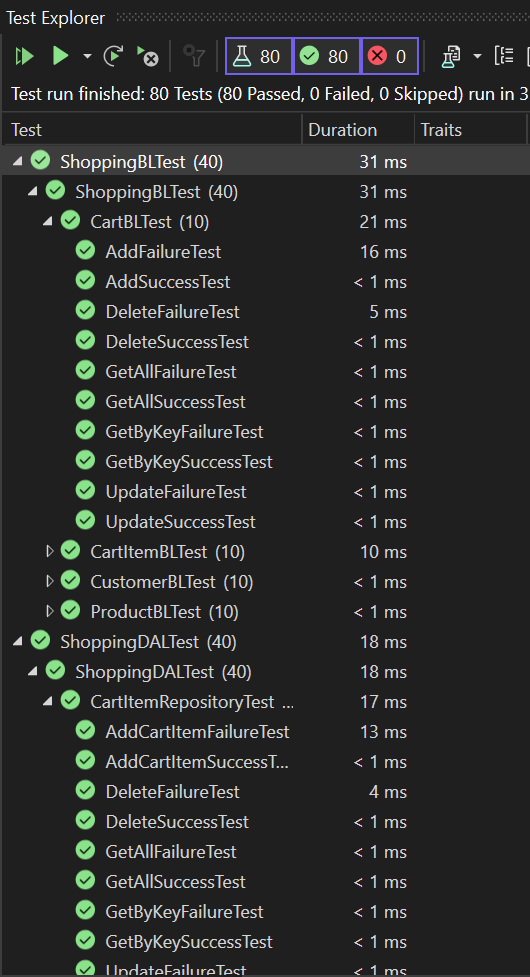 Test Explorer
80 80 0
Test run finished: 80 Tests (80 Passed, 0 Failed, 0 Skipped) run in 3
Test Duration Traits
ShoppingBLTest (40) 31 ms
ShoppingBLTest (40) 31 ms
CartBLTest (10) 21 ms
AddFailureTest 16 ms
AddSuccessTest < 1 ms
DeleteFailureTest 5 ms
DeleteSuccessTest < 1 ms
GetAllFailureTest < 1 ms
GetAllSuccessTest < 1 ms
GetByKeyFailureTest < 1 ms
GetByKeySuccessTest < 1 ms
UpdateFailureTest < 1 ms
UpdateSuccessTest < 1 ms
CartItemBLTest (10) 10 ms
CustomerBLTest (10) < 1 ms
ProductBLTest (10) < 1 ms
ShoppingDALTest (40) 18 ms
ShoppingDALTest (40) 18 ms
CartItemRepositoryTest ... 17 ms
AddCartItemFailureTest 13 ms
AddCartItemSuccessT... < 1 ms
DeleteFailureTest 4 ms
DeleteSuccessTest < 1 ms
GetAllFailureTest < 1 ms
GetAllSuccessTest < 1 ms
GetByKeyFailureTest < 1 ms
GetByKeySuccessTest < 1 ms
UpdateFailureTest < 1 ms